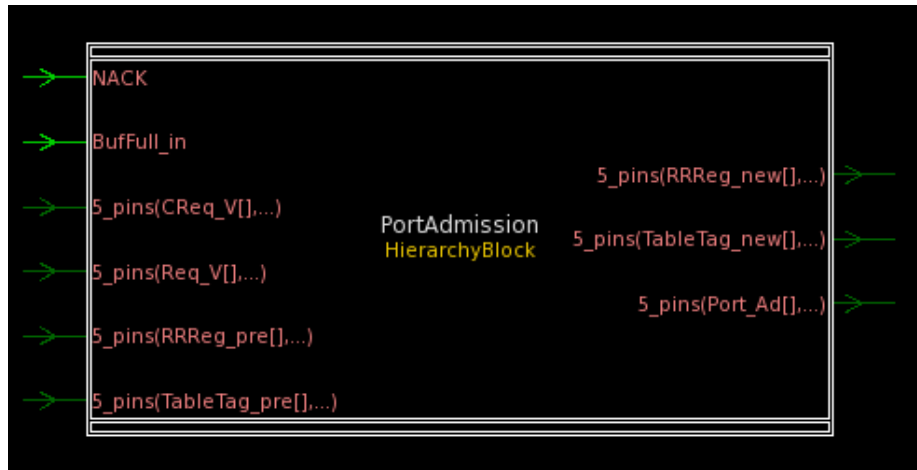 NACK
BufFull_in
5_pins(CReq_V[],...)
5_pins(Req_V[],...)
5_pins(RRReg_pre[],...)
5_pins(TableTag_pre[],...)
PortAdmission
HierarchyBlock
5_pins(RRReg_new[],...)
5_pins(TableTag_new[],...)
5_pins(Port_Ad[],...)